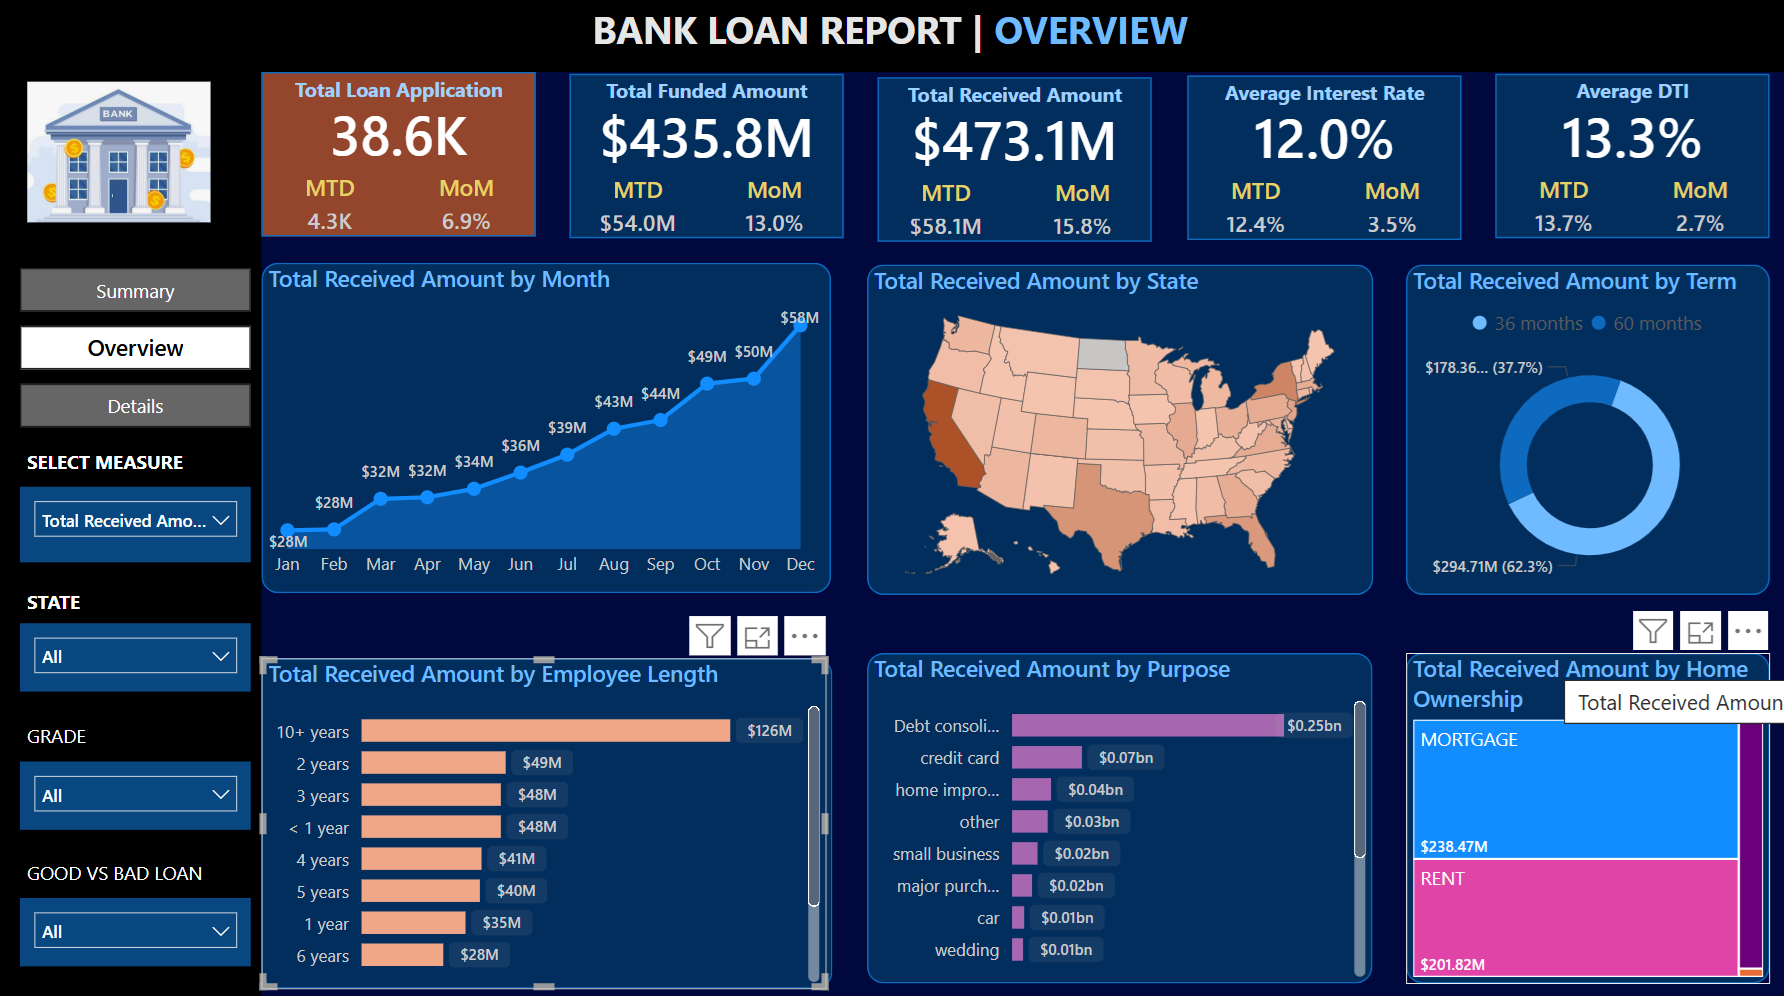 BANK LOAN REPORT | OVERVIEW
BANK
Total Loan Application
38.6K
MTD MoM
4.3K 6.9%
Total Funded Amount
$435.8M
MTD MoM
$54.0M 13.0%
Total Received Amount
$473.1M
MTD MoM
$58.1M 15.8%
Average Interest Rate
12.0%
MTD MoM
12.4% 3.5%
Average DTI
13.3%
MTD MoM
13.7% 2.7%
Summary
Overview
Details
SELECT MEASURE
Total Received Amo...
STATE
All
GRADE
All
GOOD VS BAD LOAN
All
Total Received Amount by Month
$28M
$28M
$32M
$32M
$34M
$36M
$39M
$43M
$44M
$49M
$50M
$58M
Jan Feb Mar Apr May Jun Jul Aug Sep Oct Nov Dec
Total Received Amount by State
Total Received Amount by Term
36 months 60 months
$178.36... (37.7%)
$294.71M (62.3%)
Total Received Amount by Employee Length
10+ years $126M
2 years $49M
3 years $48M
< 1 year $48M
4 years $41M
5 years $40M
1 year $35M
6 years $28M
Total Received Amount by Purpose
Debt consoli... $0.25bn
credit card $0.07bn
home impro... $0.04bn
other $0.03bn
small business $0.02bn
major purch... $0.02bn
car $0.01bn
wedding $0.01bn
Total Received Amount by Home
Ownership
Total Received Amoun
MORTGAGE
$238.47M
RENT
$201.82M